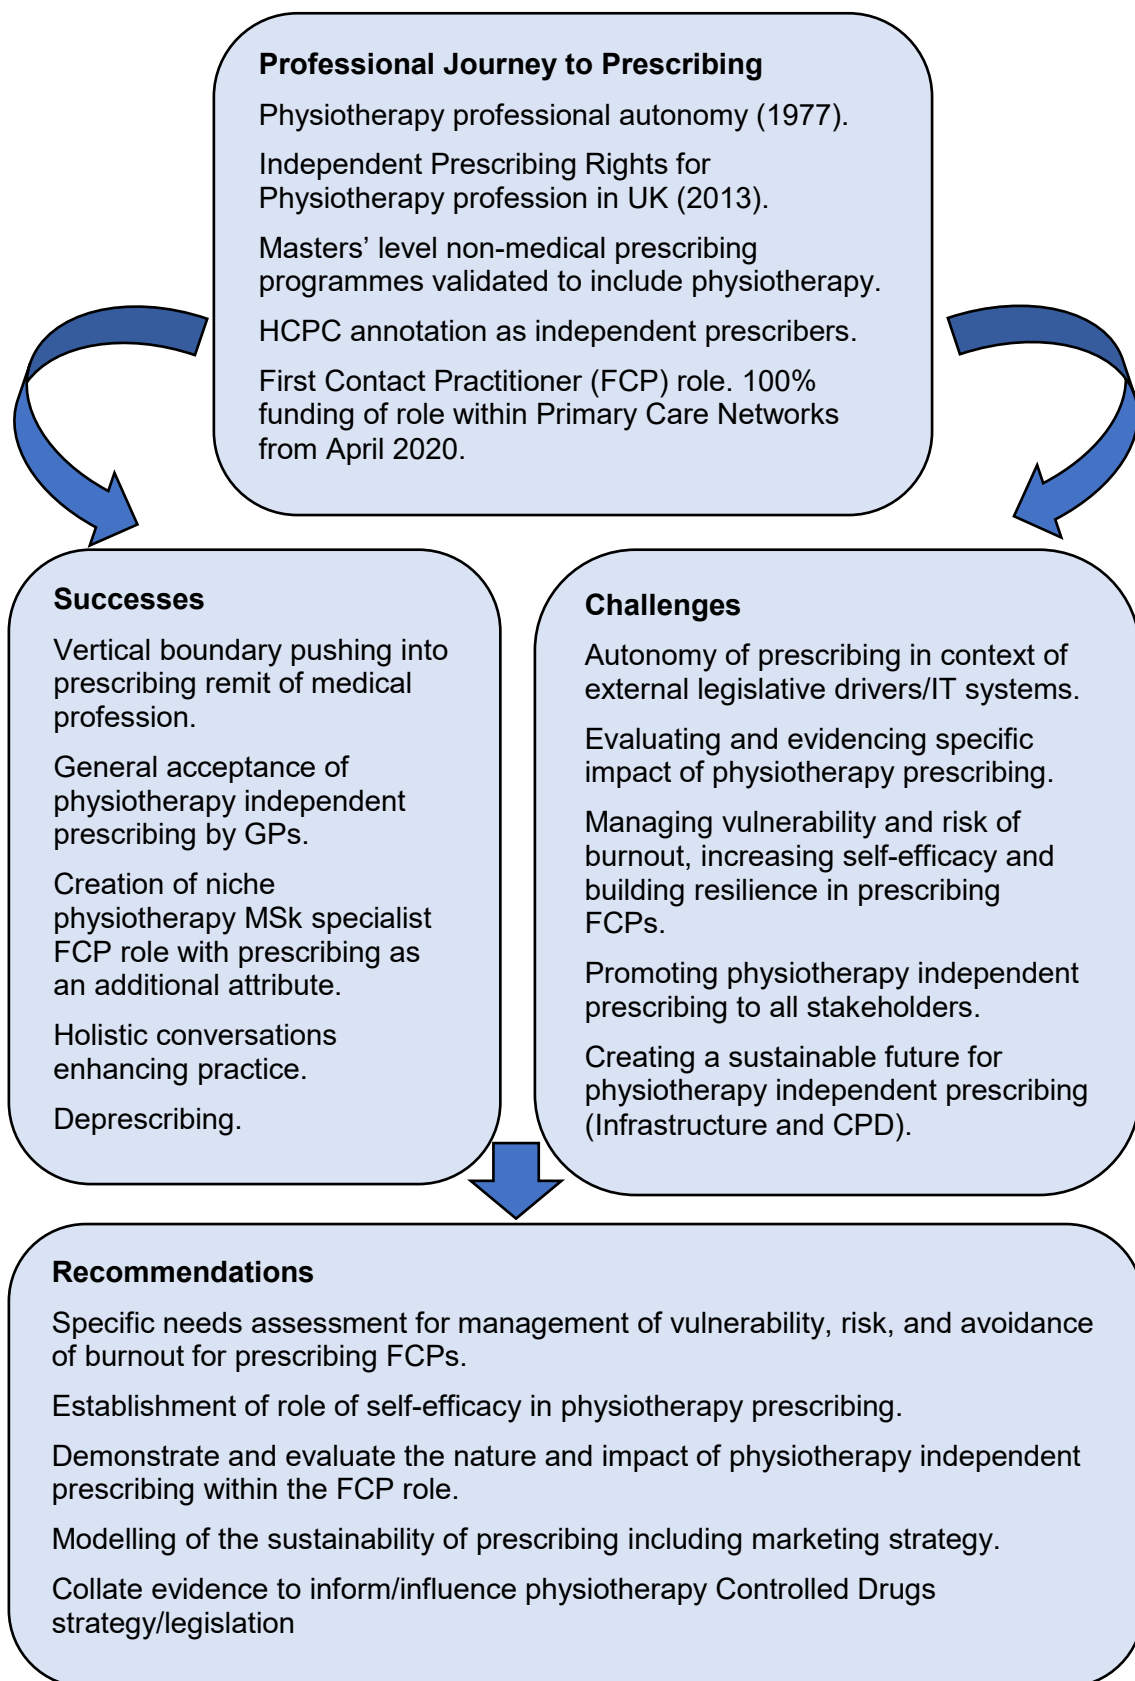 Professional Journey to Prescribing
Physiotherapy professional autonomy (1977).
Independent Prescribing Rights for
Physiotherapy profession in UK (2013).
Masters’ level non-medical prescribing
programmes validated to include physiotherapy.
HCPC annotation as independent prescribers.
First Contact Practitioner (FCP) role. 100%
funding of role within Primary Care Networks
from April 2020.
Successes
Vertical boundary pushing into
prescribing remit of medical
profession.
General acceptance of
physiotherapy independent
prescribing by GPs.
Creation of niche
physiotherapy MSk specialist
FCP role with prescribing as
an additional attribute.
Holistic conversations
enhancing practice.
Deprescribing.
Challenges
Autonomy of prescribing in context of
external legislative drivers/IT systems.
Evaluating and evidencing specific
impact of physiotherapy prescribing.
Managing vulnerability and risk of
burnout, increasing self-efficacy and
building resilience in prescribing
FCPs.
Promoting physiotherapy independent
prescribing to all stakeholders.
Creating a sustainable future for
physiotherapy independent prescribing
(Infrastructure and CPD).
Recommendations
Specific needs assessment for management of vulnerability, risk, and avoidance
of burnout for prescribing FCPs.
Establishment of role of self-efficacy in physiotherapy prescribing.
Demonstrate and evaluate the nature and impact of physiotherapy independent
prescribing within the FCP role.
Modelling of the sustainability of prescribing including marketing strategy.
Collate evidence to inform/influence physiotherapy Controlled Drugs
strategy/legislation